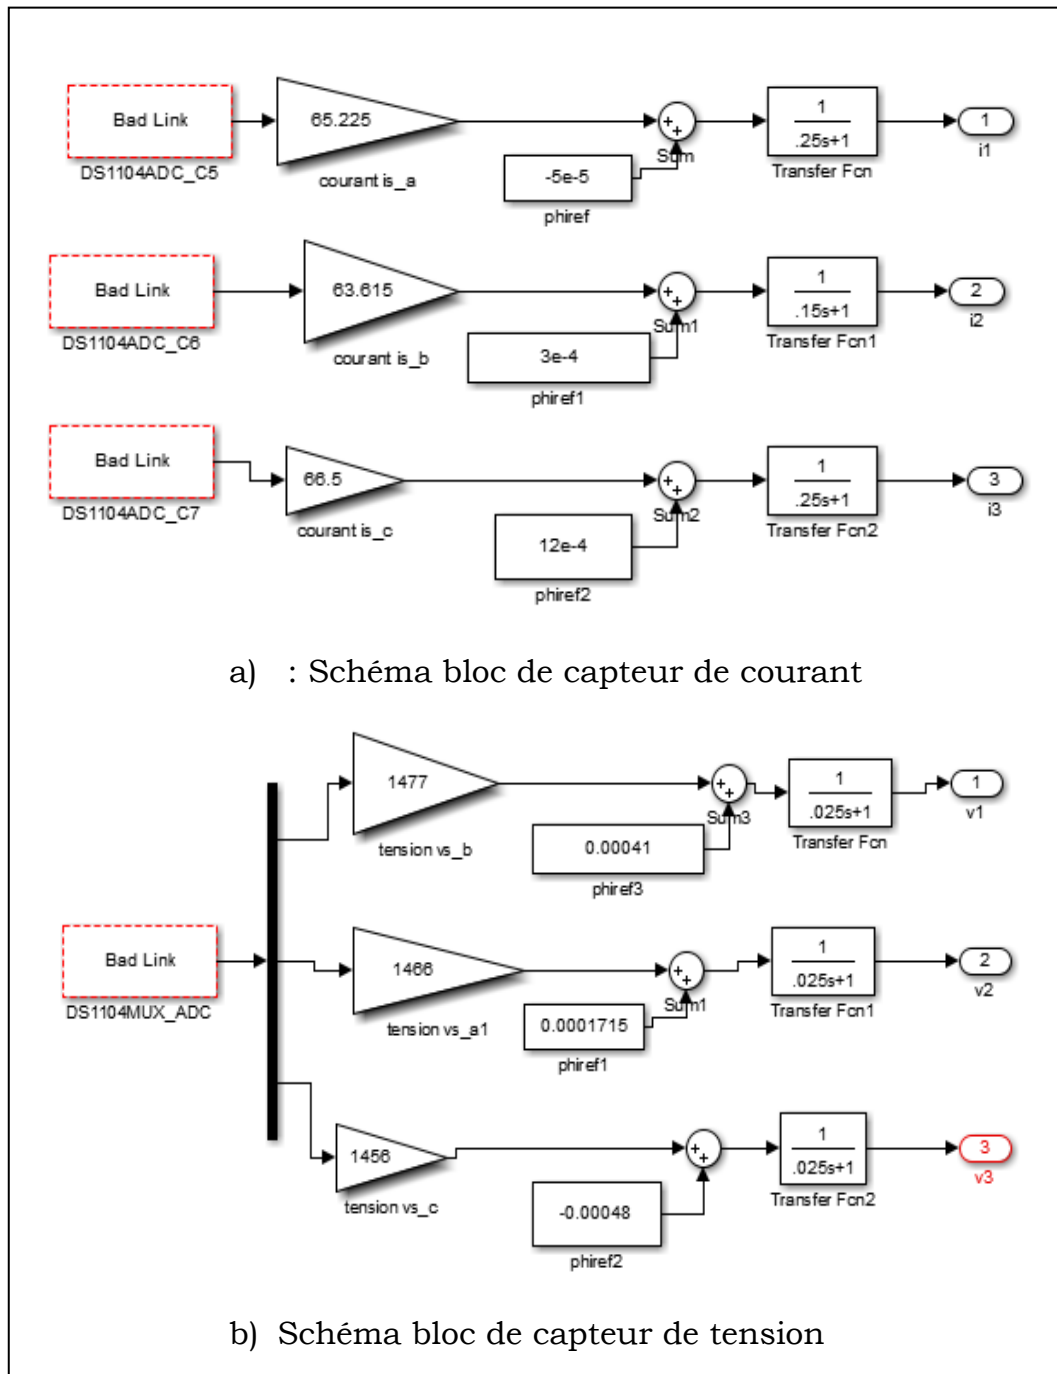 Bad Link
DS1104ADC_C5
65.225
courant is_a
Sum
-5e-5
phiref
1
.25s+1
Transfer Fcn
1
i1
Bad Link
DS1104ADC_C6
63.615
courant is_b
Sum1
3e-4
phiref1
1
.15s+1
Transfer Fcn1
2
i2
Bad Link
DS1104ADC_C7
66.5
courant is_c
Sum2
12e-4
phiref2
1
.25s+1
Transfer Fcn2
3
i3
a) : Schéma bloc de capteur de courant
Bad Link
DS1104MUX_ADC
1477
tension vs_b
Sum3
0.00041
phiref3
1
.025s+1
Transfer Fcn
1
v1
1466
tension vs_a1
Sum1
0.0001715
phiref1
1
.025s+1
Transfer Fcn1
2
v2
1456
tension vs_c
-0.00048
phiref2
1
.025s+1
Transfer Fcn2
3
v3
b) Schéma bloc de capteur de tension